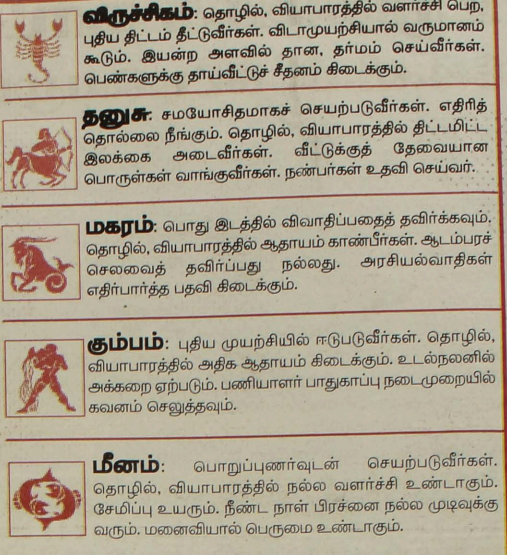 விருச்சிகம்: தொழில், வியாபாரத்தில் வளர்ச்சி பெற,
புதிய திட்டம் தீட்டுவீர்கள். விடாமுயற்சியால் வருமானம்
கூடும். இயன்ற அளவில் தான, தர்மம் செய்வீர்கள்.
பெண்களுக்கு தாய்வீட்டுச் சீதனம் கிடைக்கும்.
தனுசு: சமயோசிதமாகச் செயற்படுவீர்கள். எதிரித்
தொல்லை நீங்கும். தொழில், வியாபாரத்தில் திட்டமிட்ட
இலக்கை அடைவீர்கள். வீட்டுக்குத் தேவையான
பொருள்கள் வாங்குவீர்கள். நண்பர்கள் உதவி செய்வர்.
மகரம்: பொது இடத்தில் விவாதிப்பதைத் தவிர்க்கவும்.
தொழில், வியாபாரத்தில் ஆதாயம் காண்பீர்கள். ஆடம்பரச்
செலவைத் தவிர்ப்பது நல்லது. அரசியல்வாதிகள்
எதிர்பார்த்த பதவி கிடைக்கும்.
கும்பம்: புதிய முயற்சியில் ஈடுபடுவீர்கள். தொழில்,
வியாபாரத்தில் அதிக ஆதாயம் கிடைக்கும். உடல்நலனில்
அக்கறை ஏற்படும். பணியாளர் பாதுகாப்பு நடைமுறையில்
கவனம் செலுத்தவும்.
மீனம்: பொறுப்புணர்வுடன் செயற்படுவீர்கள்.
தொழில், வியாபாரத்தில் நல்ல வளர்ச்சி உண்டாகும்.
சேமிப்பு உயரும். நீண்ட நாள் பிரச்னை நல்ல முடிவுக்கு
வரும். மனைவியால் பெருமை உண்டாகும்.